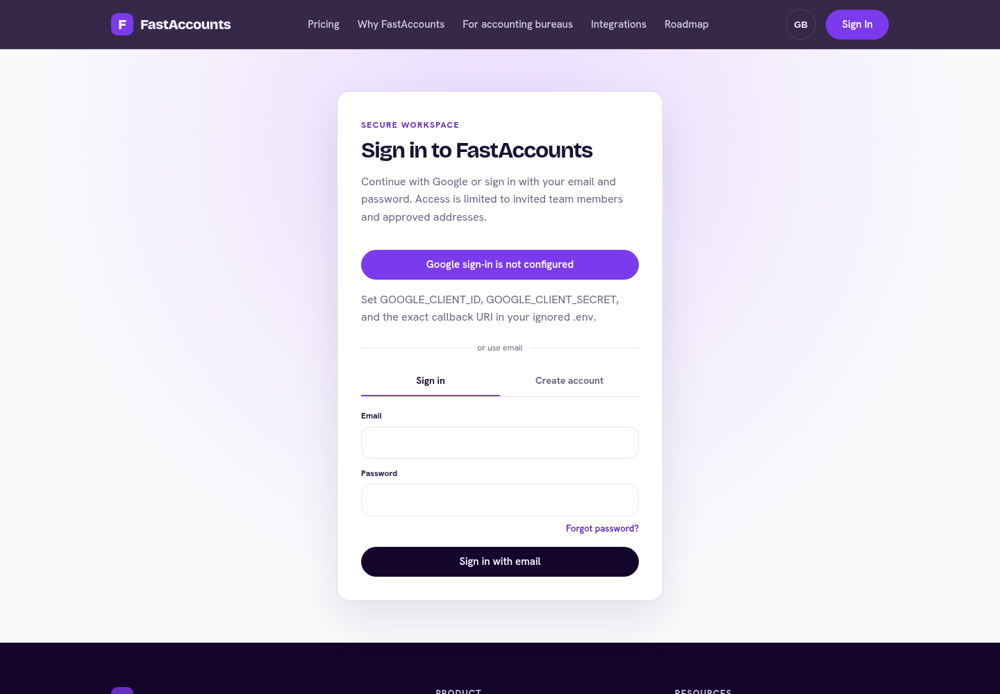 F FastAccounts
Pricing
Why FastAccounts
For accounting bureaus
Integrations
Roadmap
GB
Sign In
SECURE WORKSPACE
Sign in to FastAccounts
Continue with Google or sign in with your email and
password. Access is limited to invited team members
and approved addresses.
Google sign-in is not configured
Set GOOGLE_CLIENT_ID, GOOGLE_CLIENT_SECRET,
and the exact callback URI in your ignored .env.
or use email
Sign in
Create account
Email
Password
Forgot password?
Sign in with email
PRODUCT
RESOURCES